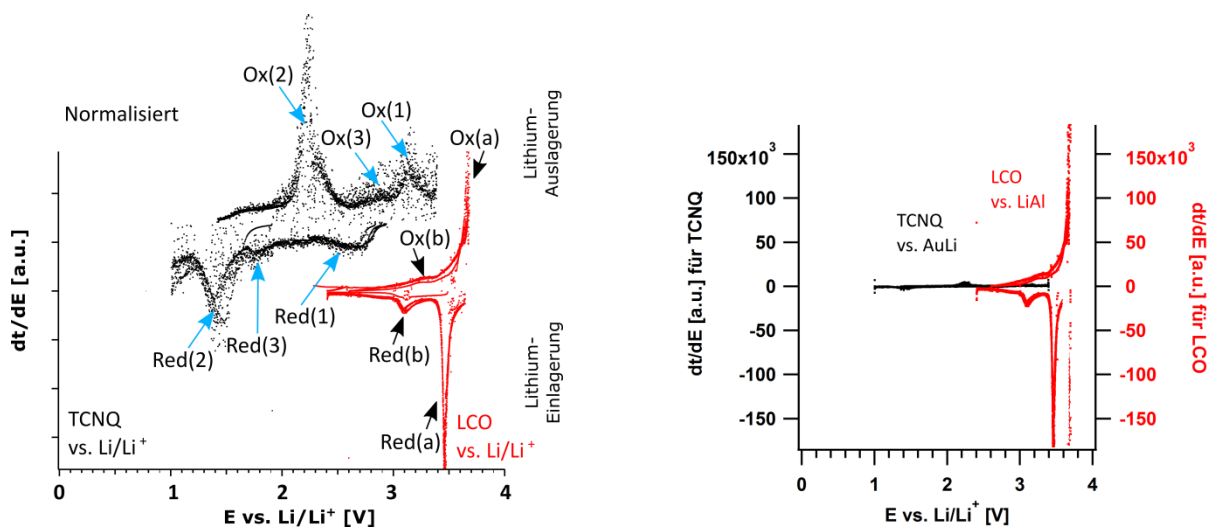 Ox(2)
Normalisiert
Ox(1)
Ox(3)
Ox(a)
Lithium-
Auslagerung
Ox(b)
dt/dE [a.u.]
Red(1)
Red(2)
Red(3)
Red(b)
Lithium-
Einlagerung
TCNQ
vs. Li/Li⁺
LCO
vs. Li/Li⁺
Red(a)
0 1 2 3 4
E vs. Li/Li⁺ [V]
150x10³
100
50
0
-50
-100
-150
dt/dE [a.u.] für TCNQ
LCO
vs. LiAl
TCNQ
vs. AuLi
150x10³
100
50
0
-50
-100
-150
dt/dE [a.u.] für LCO
0 1 2 3 4
E vs. Li/Li⁺ [V]